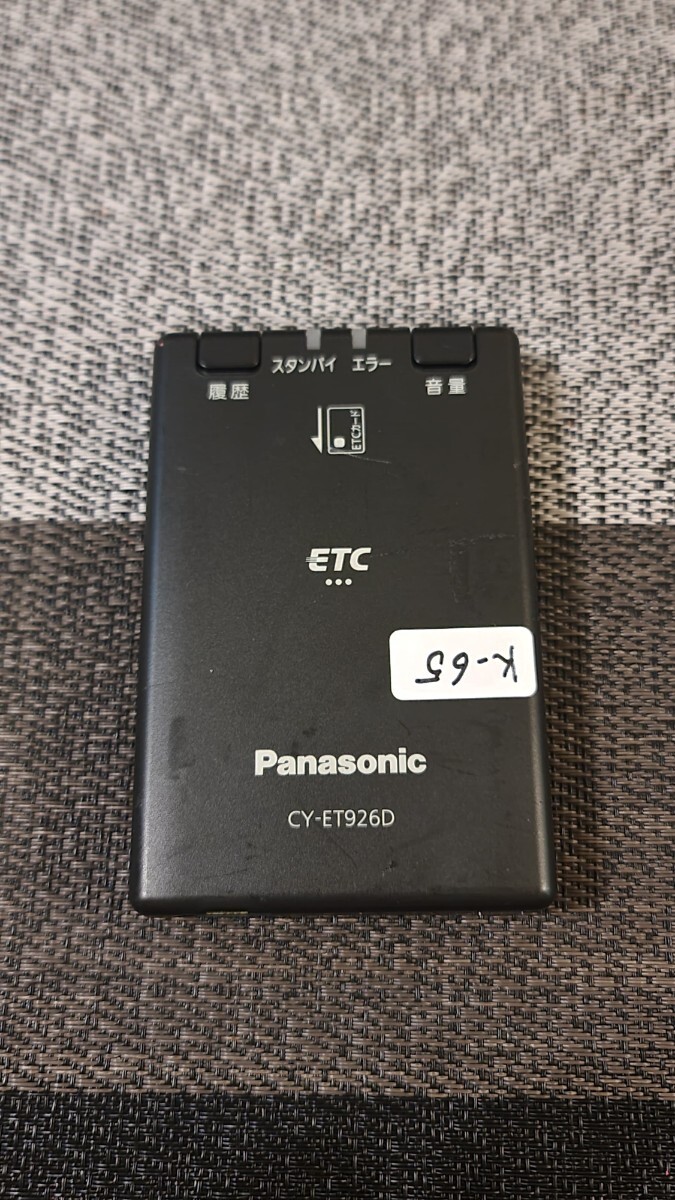 スタンバイ エラー
履歴 音量
ETCカード
ETC
K-65
Panasonic
CY-ET926D